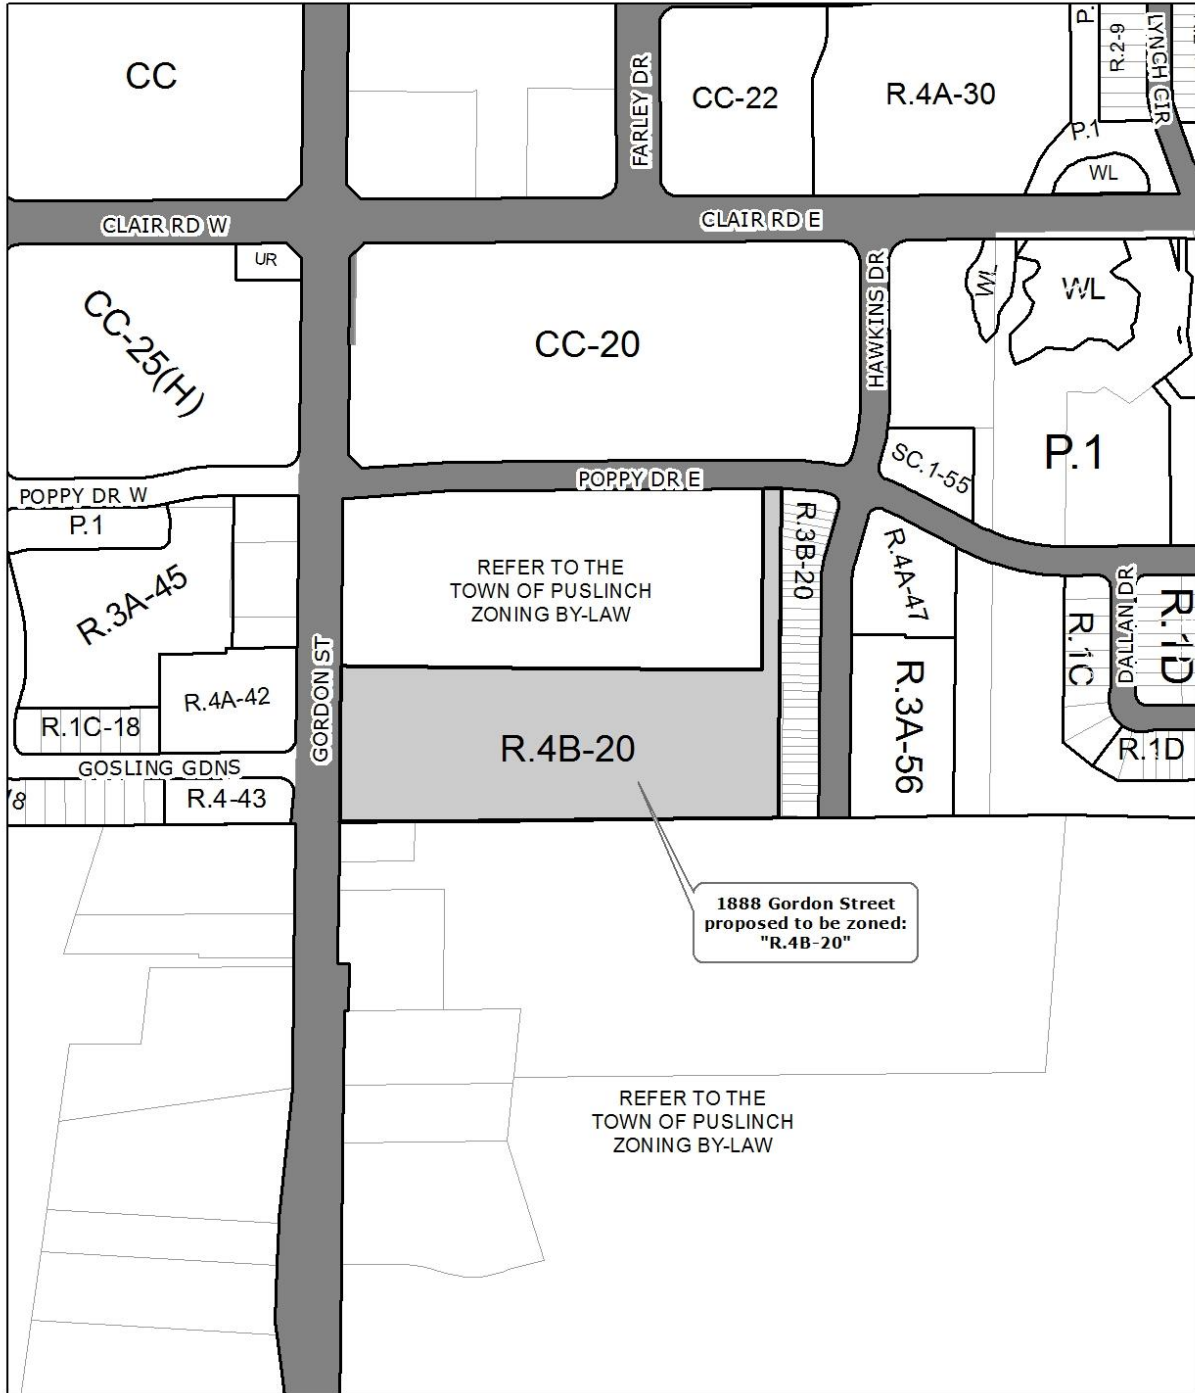 CC
FARLEY DR
CC-22
R.4A-30
P.
R.2-9
LYNCH CIR
P.1
WL
CLAIR RD W
CLAIR RD E
UR
CC-25(H)
CC-20
HAWKINS DR
WL
WL
P.1
SC.1-55
POPPY DR W
POPPY DR E
P.1
R.3A-45
REFER TO THE
TOWN OF PUSLINCH
ZONING BY-LAW
R.3B-20
R.4A-47
R.1C
DALLAN DR
R.1D
GORDON ST
R.4A-42
R.3A-56
R.1C-18
R.4B-20
R.1D
GOSLING GDNS
R.4-43
1888 Gordon Street
proposed to be zoned:
"R.4B-20"
REFER TO THE
TOWN OF PUSLINCH
ZONING BY-LAW